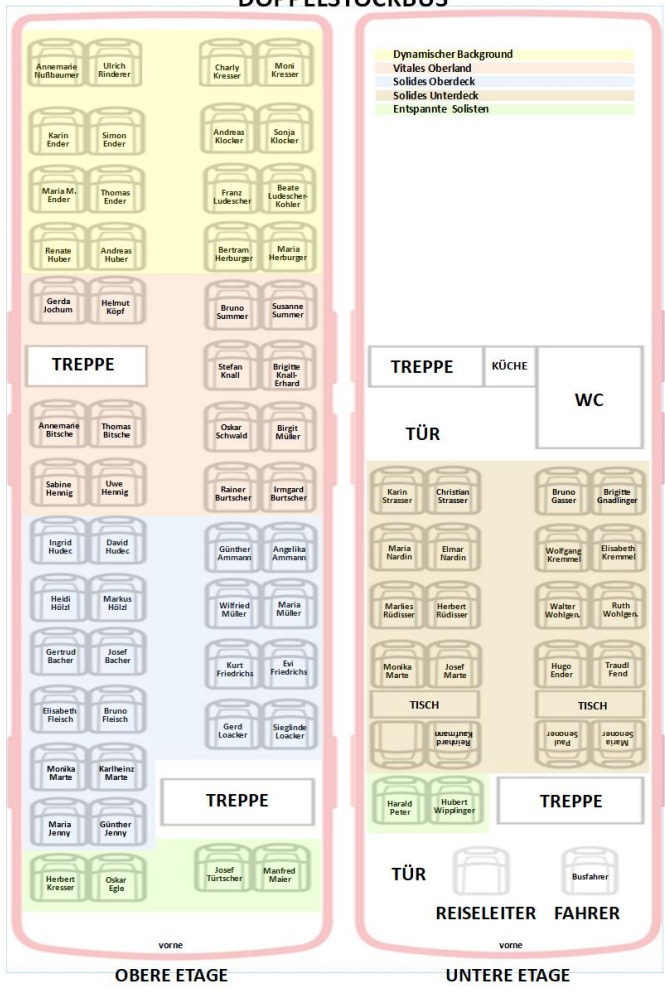 DOPPELSTOCKBUS
Annemarie
Nußbaumer
Ulrich
Rinderer
Charly
Kresser
Moni
Kresser
Karin
Ender
Simon
Ender
Andreas
Klocker
Sonja
Klocker
Maria M.
Ender
Thomas
Ender
Franz
Ludescher
Beate
Ludescher-
Kohler
Renate
Huber
Andreas
Huber
Bertram
Herburger
Maria
Herburger
Gerda
Jochum
Helmut
Köpf
Bruno
Summer
Susanne
Summer
TREPPE
Stefan
Knall
Brigitte
Knall-
Erhard
Annemarie
Bitsche
Thomas
Bitsche
Oskar
Schwald
Birgit
Müller
Sabine
Hennig
Uwe
Hennig
Rainer
Burtscher
Irmgard
Burtscher
Ingrid
Hudec
David
Hudec
Günther
Ammann
Angelika
Ammann
Heidi
Hölzl
Markus
Hölzl
Wilfried
Müller
Maria
Müller
Gertrud
Bacher
Josef
Bacher
Kurt
Friedrichs
Evi
Friedrichs
Elisabeth
Fleisch
Bruno
Fleisch
Gerd
Loacker
Sieglinde
Loacker
Monika
Marte
Karlheinz
Marte
TREPPE
Maria
Jenny
Günther
Jenny
Herbert
Kresser
Oskar
Egle
Josef
Türtscher
Manfred
Maier
vorne
OBERE ETAGE
Dynamischer Background
Vitales Oberland
Solides Oberdeck
Solides Unterdeck
Entspannte Solisten
TREPPE
KÜCHE
WC
TÜR
Karin
Strasser
Christian
Strasser
Bruno
Gasser
Brigitte
Gnadlinger
Maria
Nardin
Elmar
Nardin
Wolfgang
Kremmel
Elisabeth
Kremmel
Marlies
Rüdisser
Herbert
Rüdisser
Walter
Wohlgen.
Ruth
Wohlgen.
Monika
Marte
Josef
Marte
Hugo
Ender
Traudl
Fend
TISCH
TISCH
Reinhard
Kaufmann
Paul
Senoner
Maria
Senoner
Harald
Peter
Hubert
Wipplinger
TREPPE
TÜR
Busfahrer
REISELEITER
FAHRER
vorne
UNTERE ETAGE